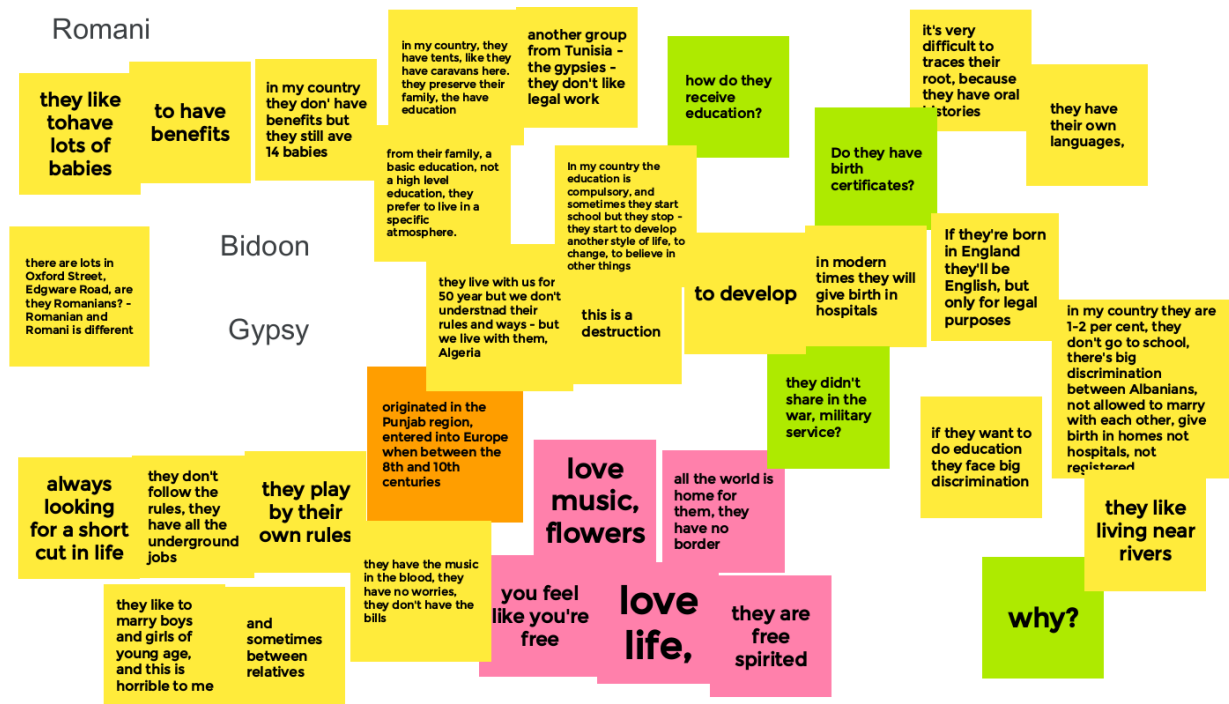 Romani
they like
tohave
lots of
babies
to have
benefits
in my country
they don' have
benefits but
they still ave
14 babies
in my country, they
have tents, like they
have caravans here.
they preserve their
family, the have
education
another group
from Tunisia -
the gypsies -
they don't like
legal work
how do they
receive
education?
it's very
difficult to
traces their
root, because
they have oral
histories
they have
their own
languages,
Do they have
birth
certificates?
from their family, a
basic education, not
a high level
education, they
prefer to live in a
specific
atmosphere.
In my country the
education is
compulsory, and
sometimes they start
school but they stop -
they start to develop
another style of life, to
change, to believe in
other things
there are lots in
Oxford Street,
Edgware Road, are
they Romanians? -
Romanian and
Romani is different
Bidoon
Gypsy
they live with us for
50 year but we don't
understnad their
rules and ways - but
we live with them,
Algeria
this is a
destruction
to develop
in modern
times they will
give birth in
hospitals
If they're born
in England
they'll be
English, but
only for legal
purposes
in my country they are
1-2 per cent, they
don't go to school,
there's big
discrimination
between Albanians,
not allowed to marry
with each other, give
birth in homes not
hospitals, not
registered
they didn't
share in the
war, military
service?
if they want to
do education
they face big
discrimination
they like
living near
rivers
why?
originated in the
Punjab region,
entered into Europe
when between the
8th and 10th
centuries
always
looking
for a short
cut in life
they don't
follow the
rules, they
have all the
underground
jobs
they play
by their
own rules
they have the music
in the blood, they
have no worries,
they don't have the
bills
love
music,
flowers
all the world is
home for
them, they
have no
border
you feel
like you're
free
love
life,
they are
free
spirited
they like to
marry boys
and girls of
young age,
and this is
horrible to me
and
sometimes
between
relatives